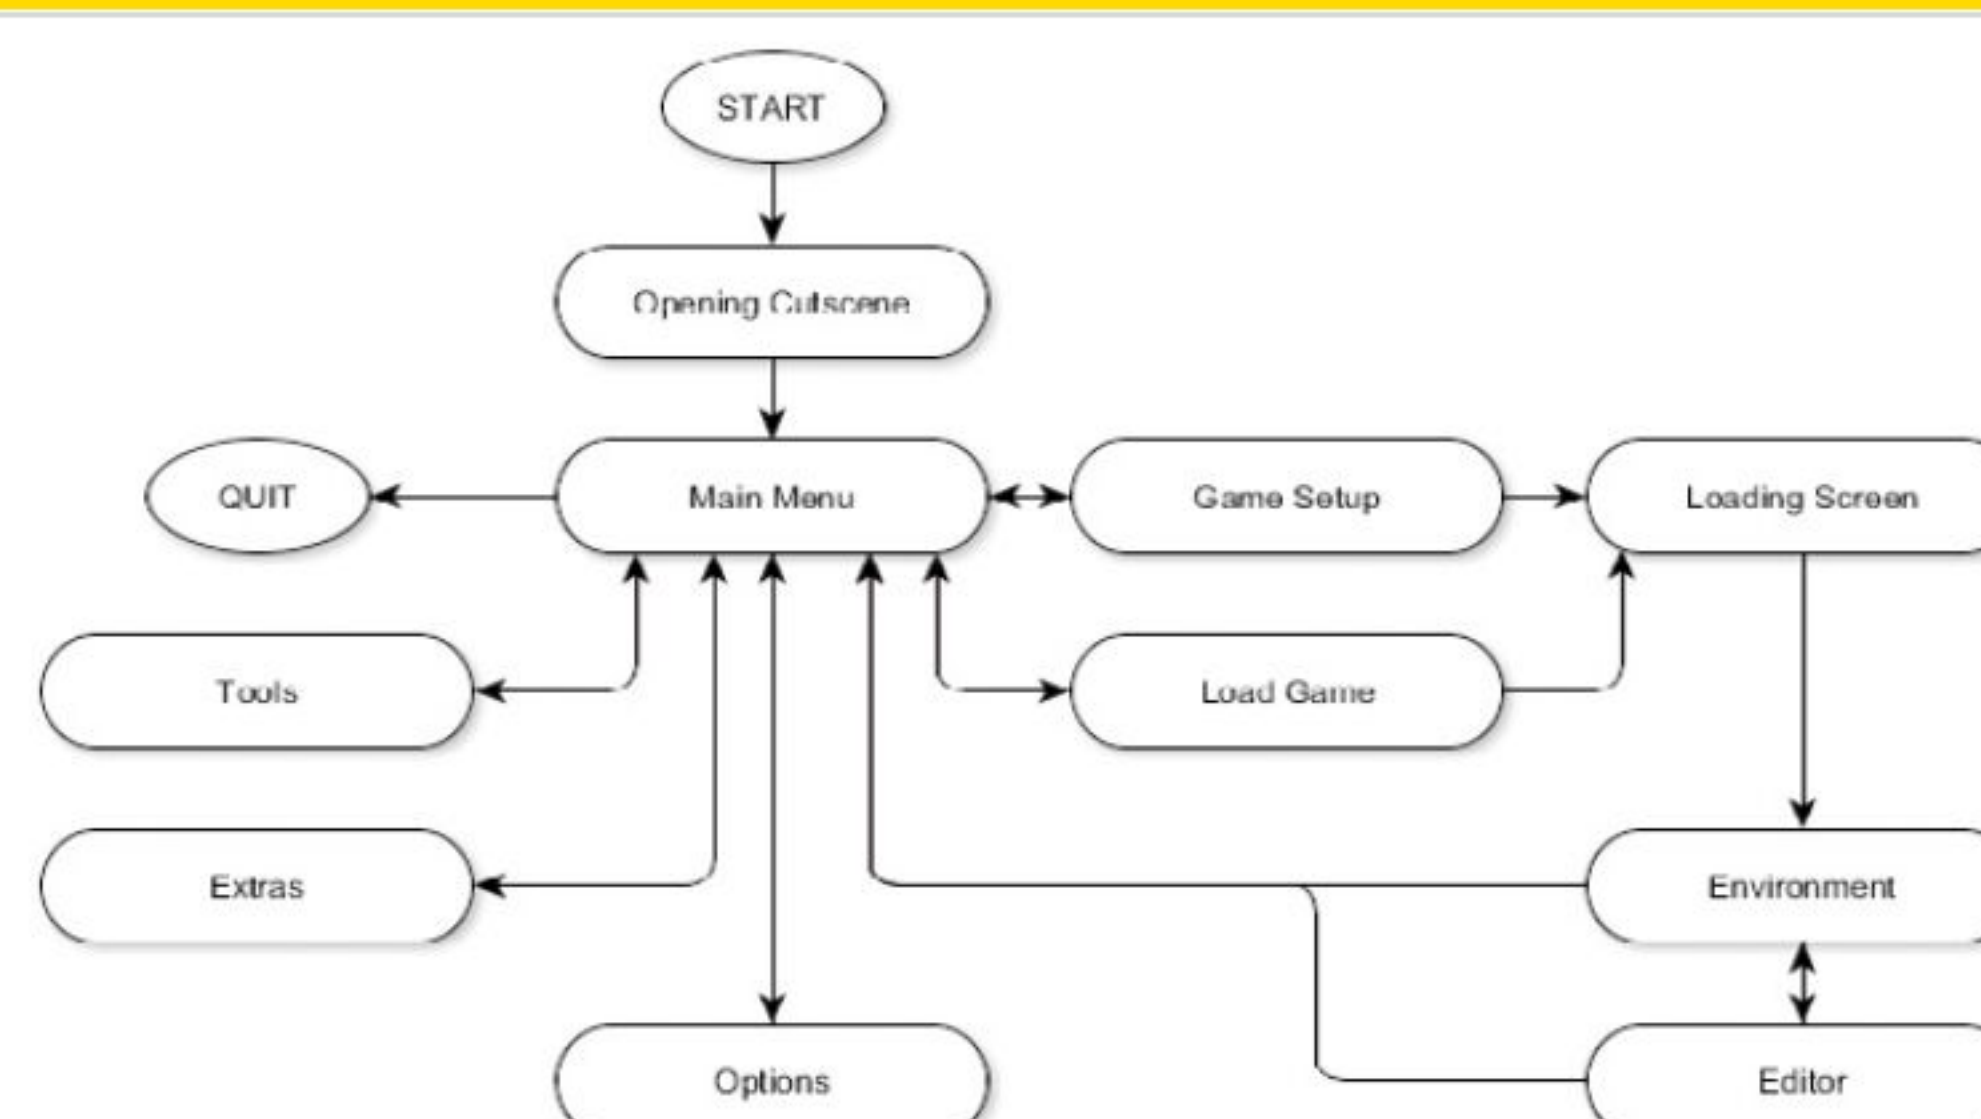 START
Opening Cutscene
QUIT
Main Menu
Game Setup
Loading Screen
Tools
Load Game
Extras
Environment
Options
Editor